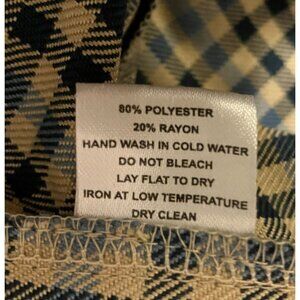 80% POLYESTER
20% RAYON
HAND WASH IN COLD WATER
DO NOT BLEACH
LAY FLAT TO DRY
IRON AT LOW TEMPERATURE
DRY CLEAN